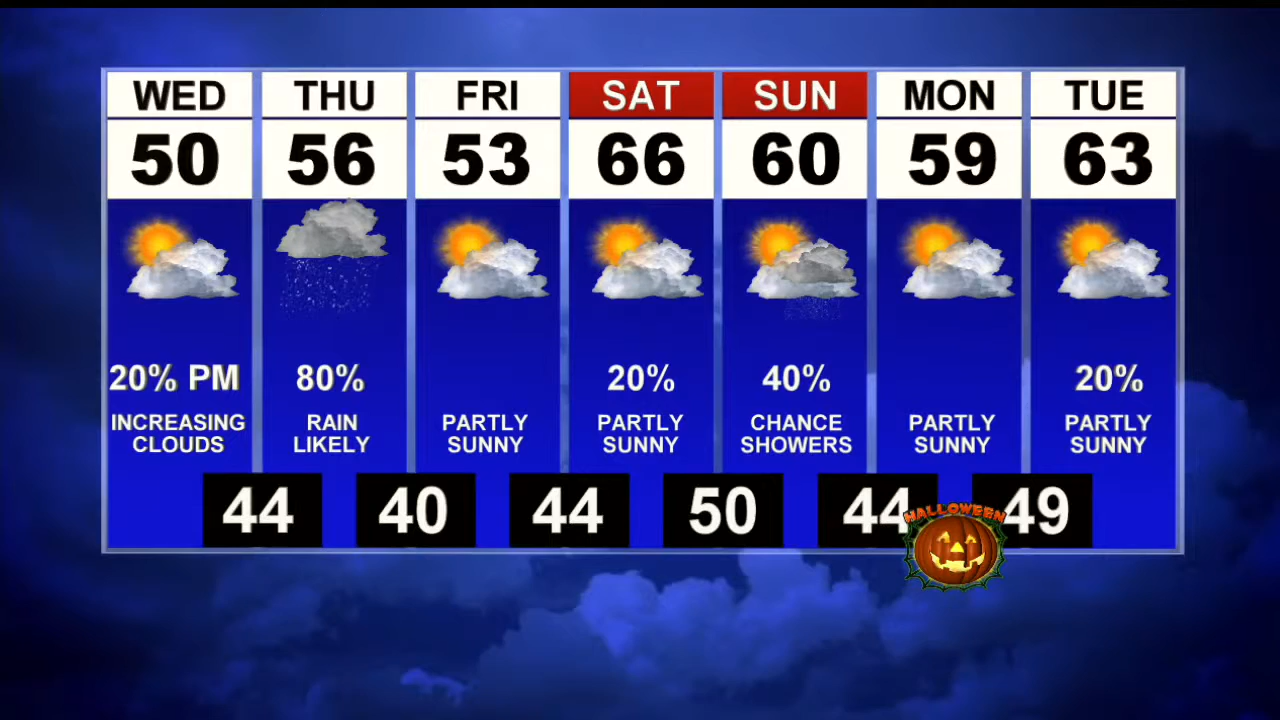 WED THU FRI SAT SUN MON TUE
50 56 53 66 60 59 63
20% PM 80% 20% 40% 20%
INCREASING RAIN PARTLY PARTLY CHANCE PARTLY PARTLY
CLOUDS LIKELY SUNNY SUNNY SHOWERS SUNNY SUNNY
44 40 44 50 44 49
HALLOWEEN